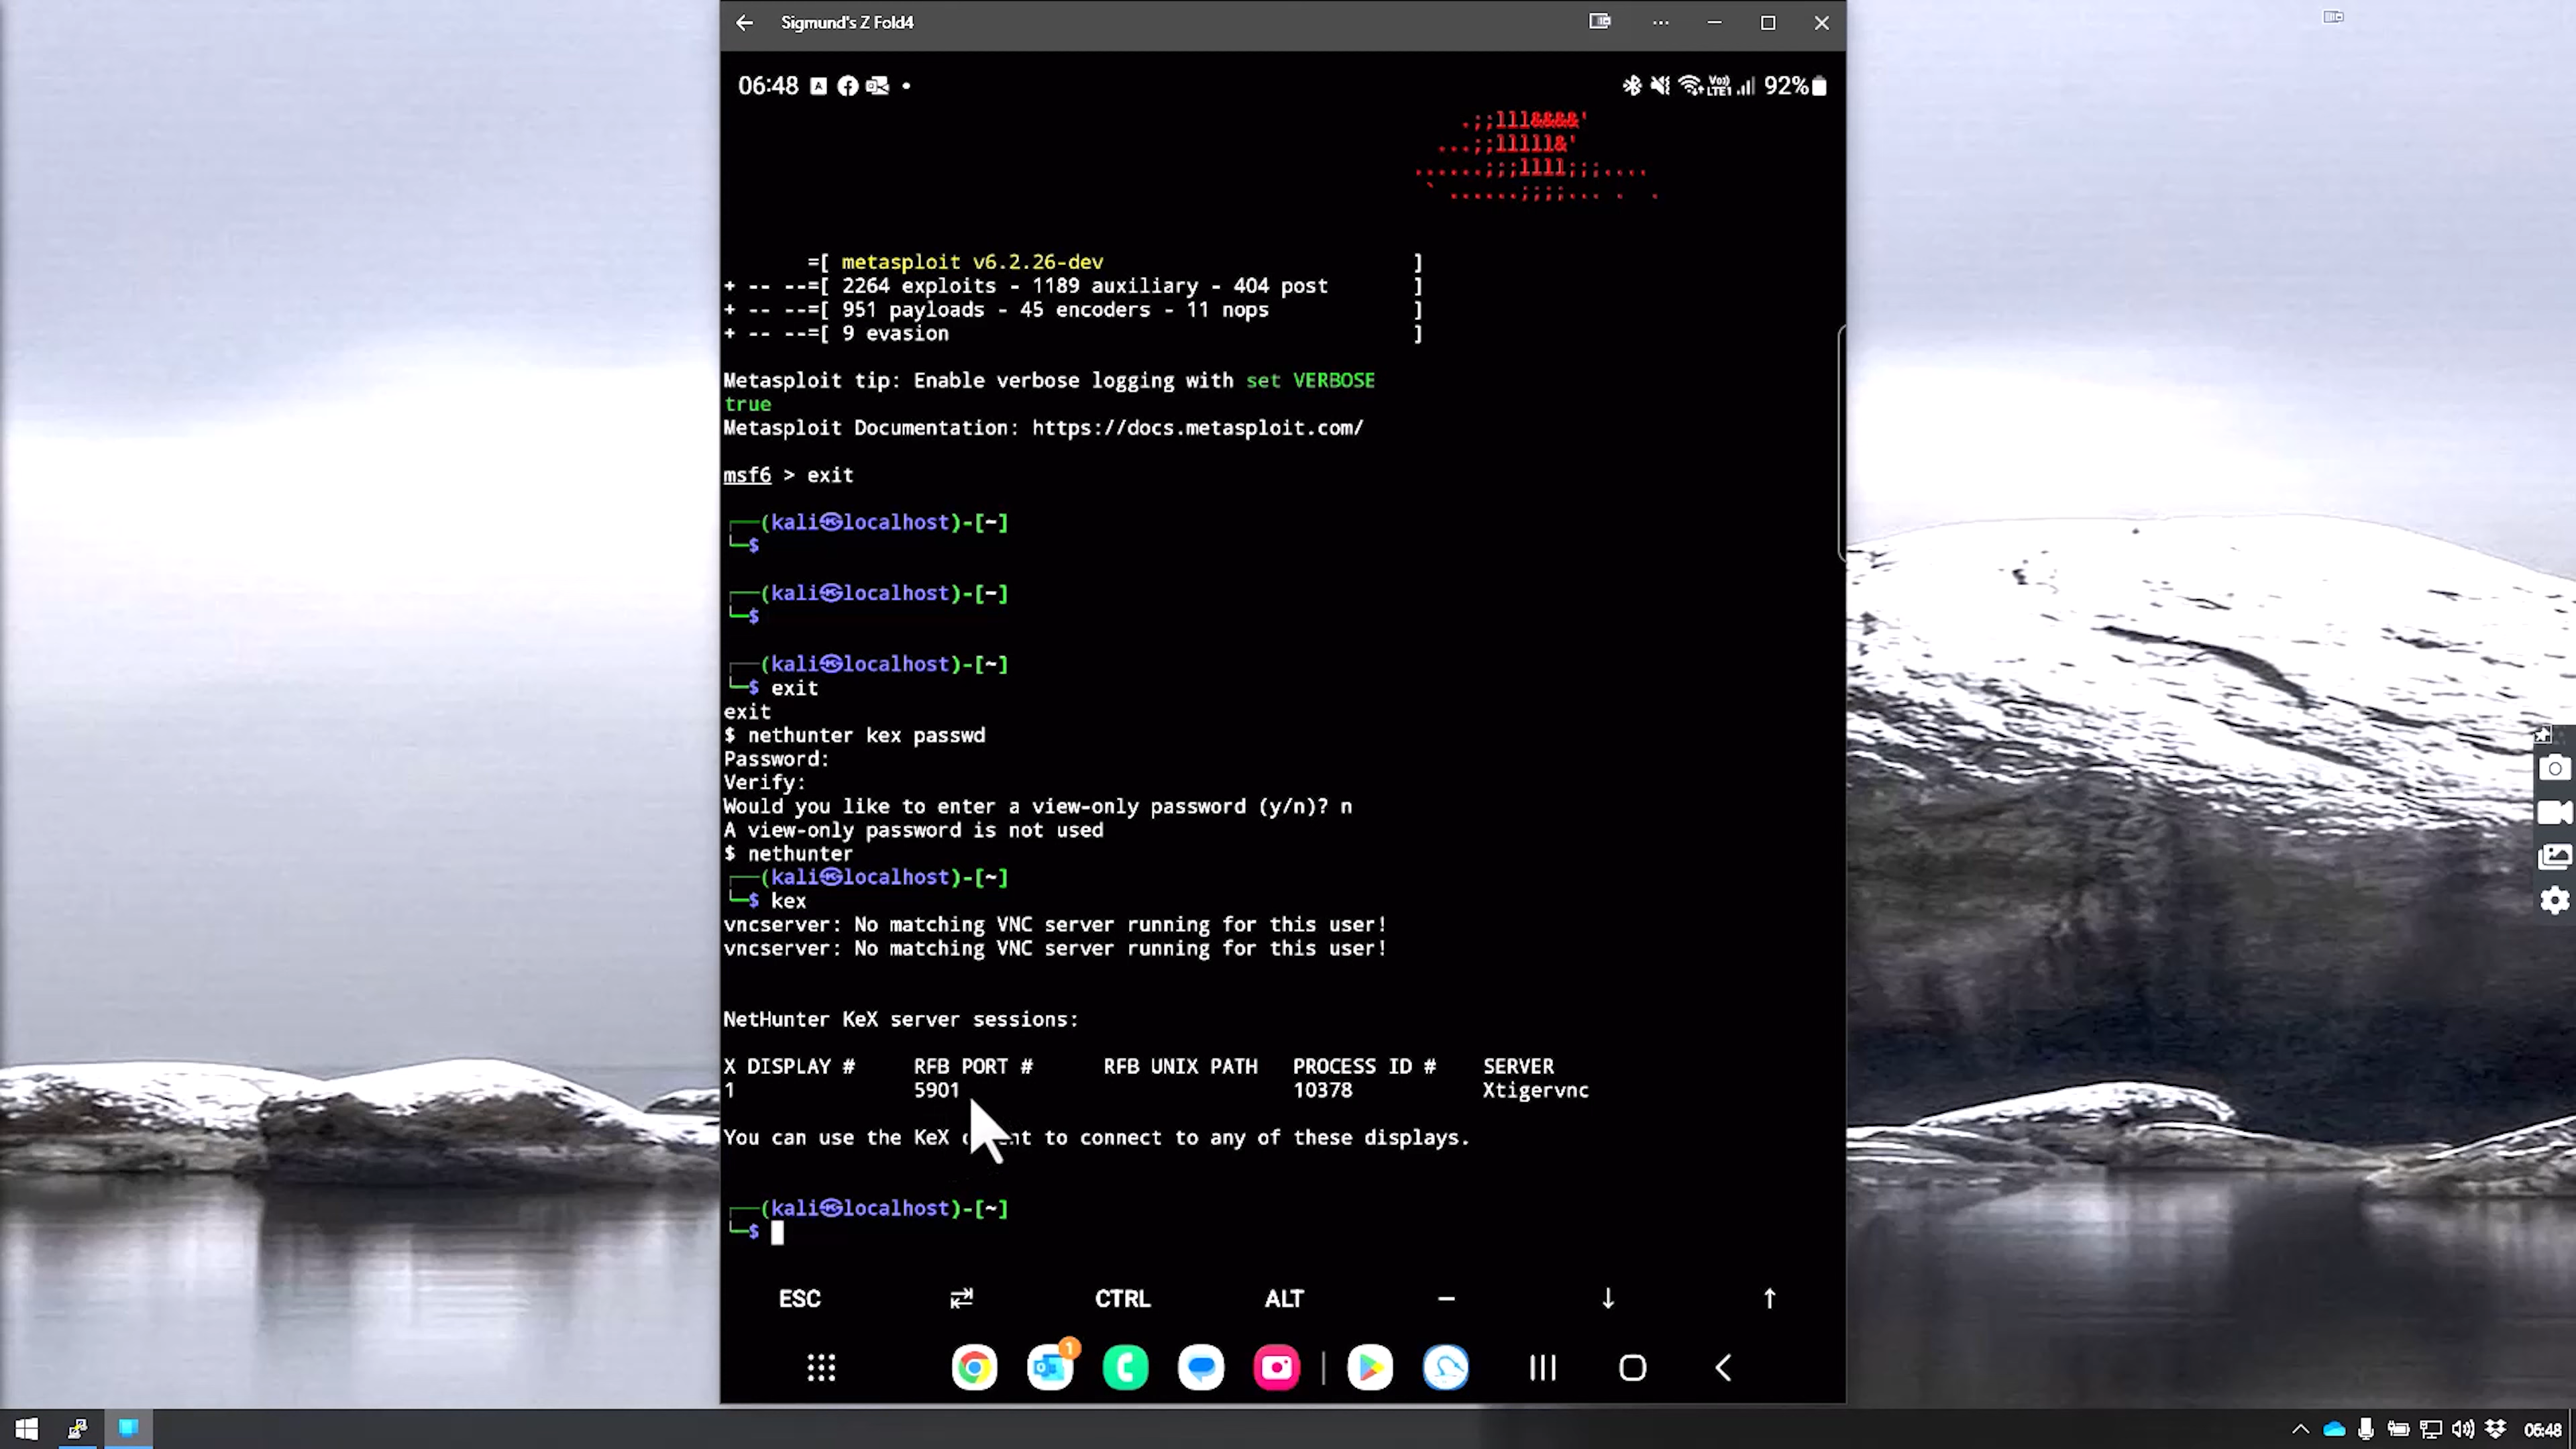 Sigmund's Z Fold4
06:48
Vo))
LTE1
92%
.;;lll&&&&'
...;;lllll&'
......;;;llll;;;....
` ......;;;;... .  .
=[ metasploit v6.2.26-dev ]
+ -- --=[ 2264 exploits - 1189 auxiliary - 404 post ]
+ -- --=[ 951 payloads - 45 encoders - 11 nops ]
+ -- --=[ 9 evasion ]
Metasploit tip: Enable verbose logging with set VERBOSE
true
Metasploit Documentation: https://docs.metasploit.com/
msf6 > exit
┌──(kali㉿localhost)-[~]
└─$
┌──(kali㉿localhost)-[~]
└─$
┌──(kali㉿localhost)-[~]
└─$ exit
exit
$ nethunter kex passwd
Password:
Verify:
Would you like to enter a view-only password (y/n)? n
A view-only password is not used
$ nethunter
┌──(kali㉿localhost)-[~]
└─$ kex
vncserver: No matching VNC server running for this user!
vncserver: No matching VNC server running for this user!
NetHunter KeX server sessions:
X DISPLAY # RFB PORT # RFB UNIX PATH PROCESS ID # SERVER
1 5901 10378 Xtigervnc
You can use the KeX to connect to any of these displays.
┌──(kali㉿localhost)-[~]
└─$
ESC CTRL ALT –
1
06:48